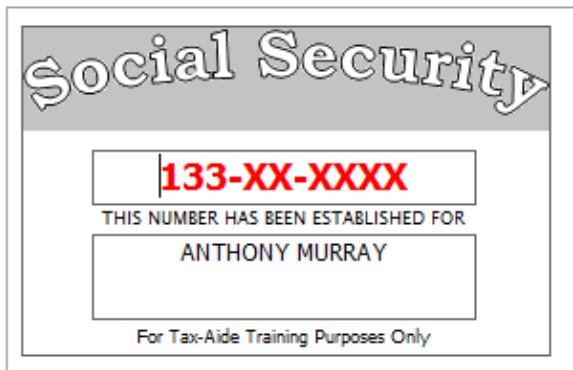 Social Security
133-XX-XXXX
THIS NUMBER HAS BEEN ESTABLISHED FOR
ANTHONY MURRAY
For Tax-Aide Training Purposes Only